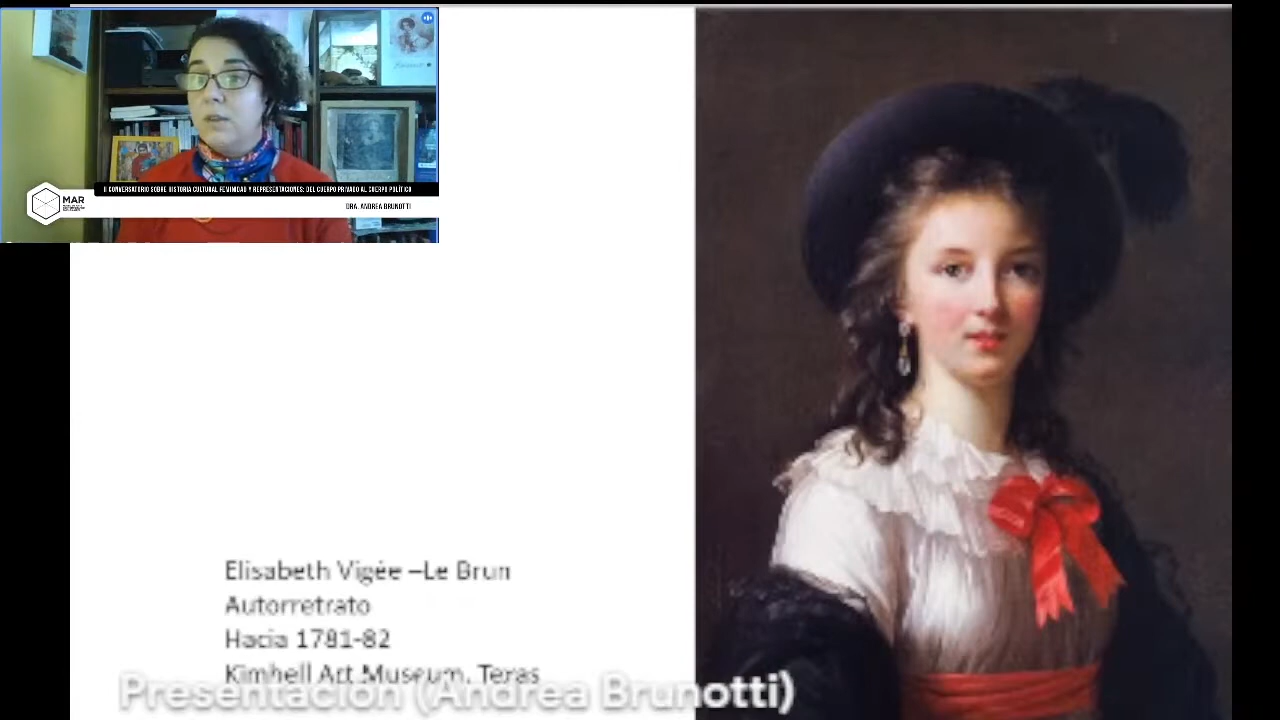 MAR
II CONVERSATORIO SOBRE HISTORIA CULTURAL FEMINIDAD Y REPRESENTACIONES: DEL CUERPO PRIVADO AL CUERPO POLÍTICO
DRA. ANDREA BRUNOTTI
Elisabeth Vigée –Le Brun
Autorretrato
Hacia 1781-82
Kimhell Art Museum, Texas
Presentación (Andrea Brunotti)